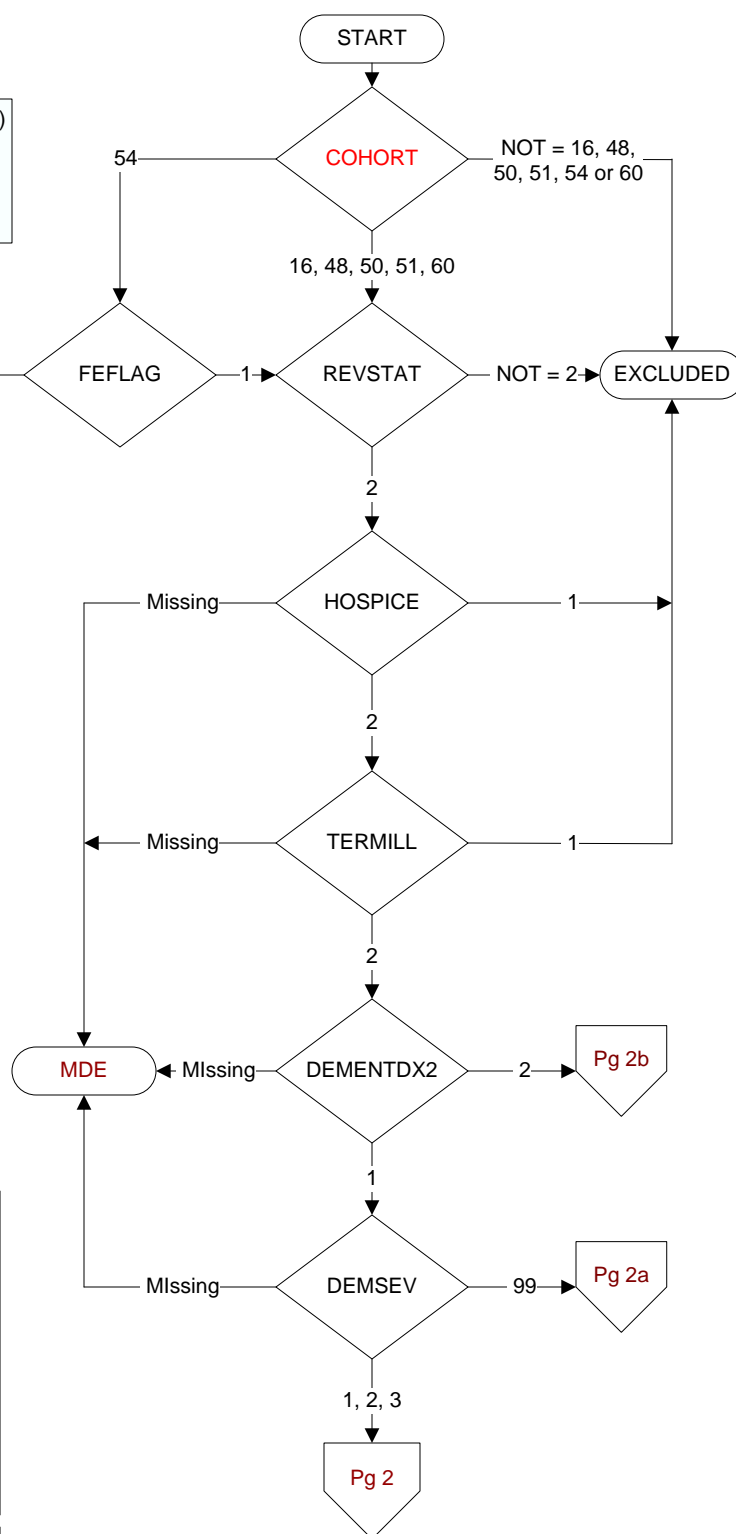 START
)
COHORT
54
NOT = 16, 48,
50, 51, 54 or 60
16, 48, 50, 51, 60
FEFLAG
1
REVSTAT
NOT = 2
EXCLUDED
2
Missing
HOSPICE
1
2
Missing
TERMILL
1
2
MDE
MIssing
DEMENTDX2
2
Pg 2b
1
MIssing
DEMSEV
99
Pg 2a
1, 2, 3
Pg 2